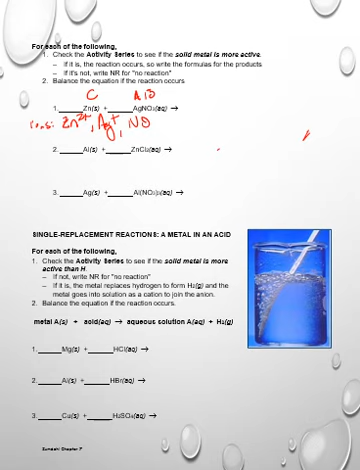 For each of the following,
1. Check the Activity Series to see if the solid metal is more active.
– If it is, the reaction occurs, so write the formulas for the products
– If it's not, write NR for "no reaction"
2. Balance the equation if the reaction occurs
C A B
1. ______Zn(s) + ______AgNO₃(aq) →
ions: Zn²⁺, Ag⁺, NO
2. ______Al(s) + ______ZnCl₂(aq) →
3. ______Ag(s) + ______Al(NO₃)₃(aq) →
SINGLE-REPLACEMENT REACTIONS: A METAL IN AN ACID
For each of the following,
1. Check the Activity Series to see if the solid metal is more
active than H.
– If not, write NR for "no reaction"
– If it is, the metal replaces hydrogen to form H₂(g) and the
metal goes into solution as a cation to join the anion.
2. Balance the equation if the reaction occurs.
metal A(s) + acid(aq) → aqueous solution A(aq) + H₂(g)
1. ______Mg(s) + ______HCl(aq) →
2. ______Al(s) + ______HBr(aq) →
3. ______Cu(s) + ______H₂SO₄(aq) →
Chapter 7